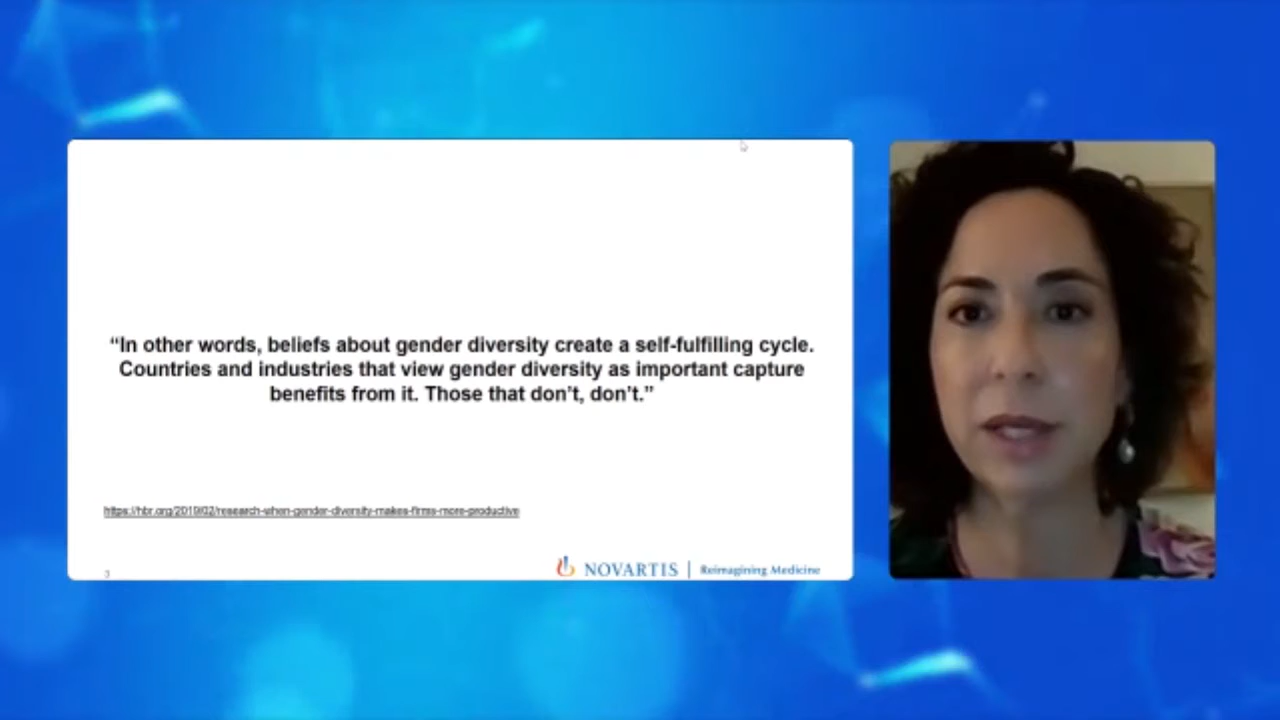 “In other words, beliefs about gender diversity create a self-fulfilling cycle.
Countries and industries that view gender diversity as important capture
benefits from it. Those that don’t, don’t.”
https://hbr.org/2019/02/research-when-gender-diversity-makes-firms-more-productive
3
NOVARTIS | Reimagining Medicine